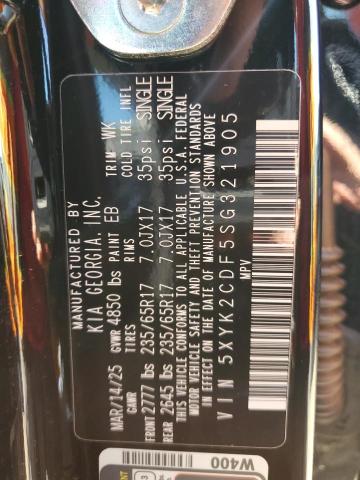 MANUFACTURED BY
KIA GEORGIA, INC.
MAR/14/25 GVWR 4850 lbs PAINT EB TRIM WK
GAWR TIRES RIMS COLD TIRE INFL
FRONT 2777 lbs 235/65R17 7.0JX17 35psi SINGLE
REAR 2645 lbs 235/65R17 7.0JX17 35psi SINGLE
THIS VEHICLE CONFORMS TO ALL APPLICABLE U.S.A. FEDERAL
MOTOR VEHICLE SAFETY AND THEFT PREVENTION STANDARDS
IN EFFECT ON THE DATE OF MANUFACTURE SHOWN ABOVE
VIN 5XYK2CDF5SG321905
MPV
W400